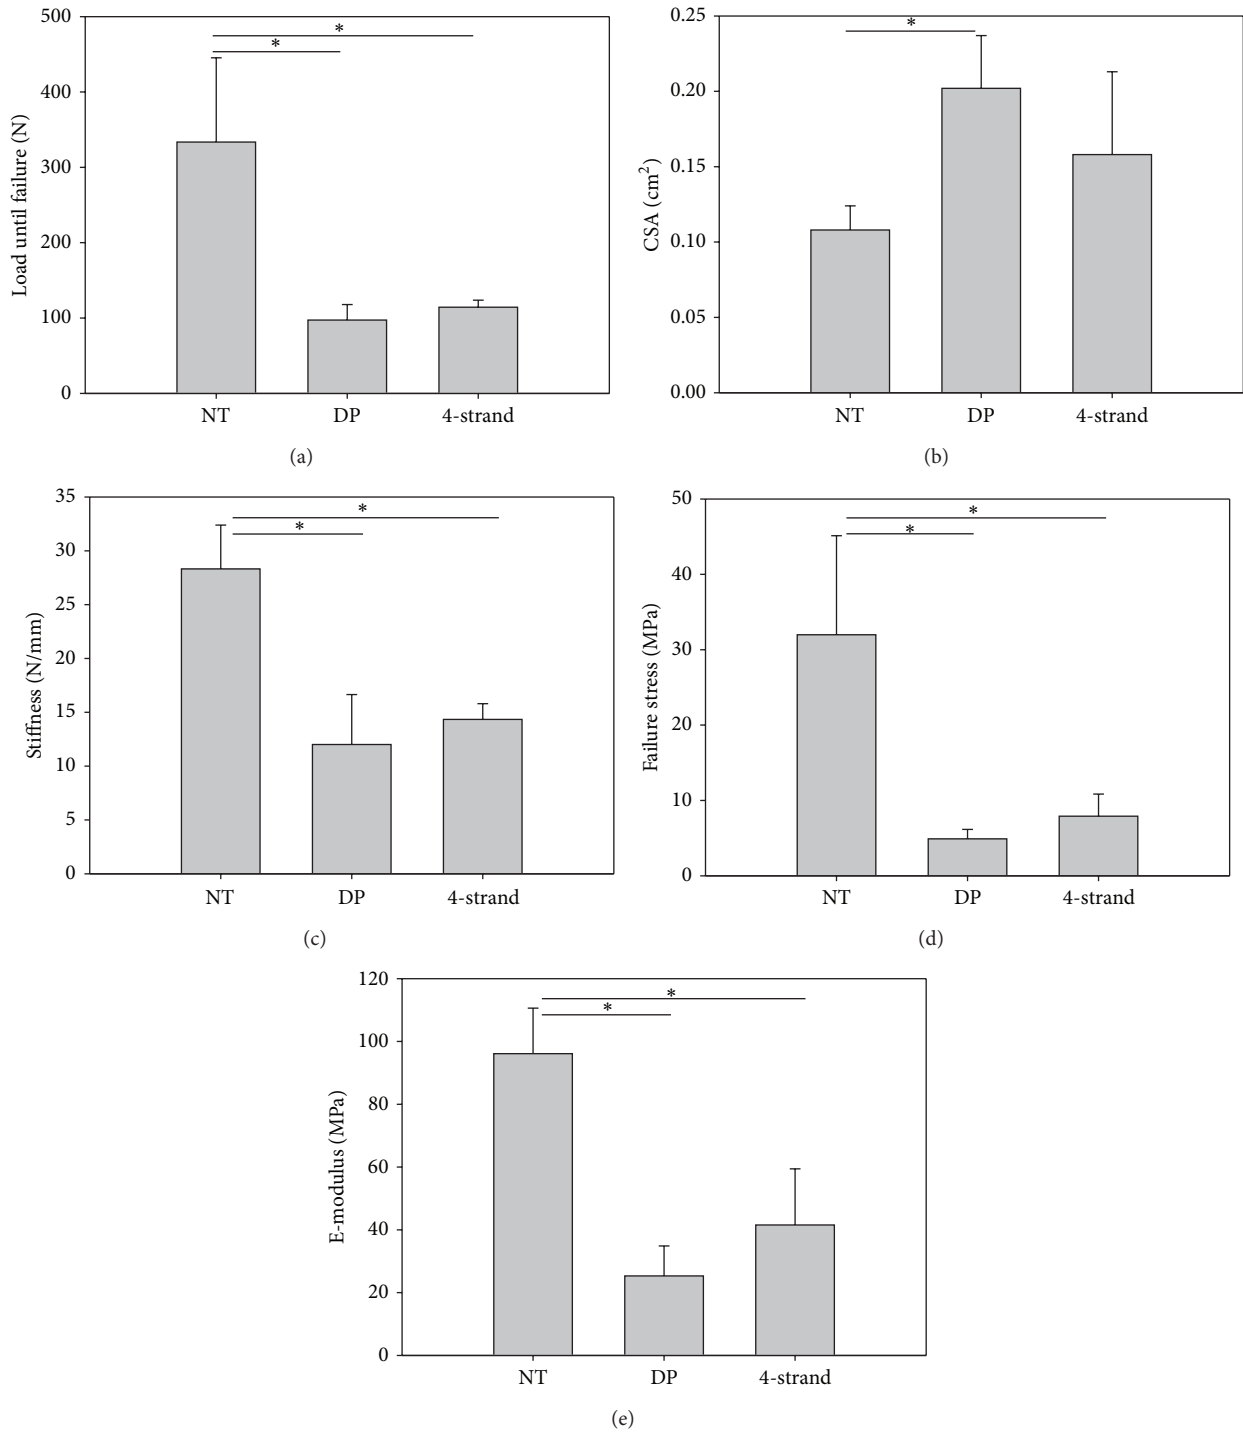 500
400
300
200
100
0
Load until failure (N)
*
*
NT DP 4-strand
(a)
0.25
0.20
0.15
0.10
0.05
0.00
CSA (cm²)
*
NT DP 4-strand
(b)
35
30
25
20
15
10
5
0
Stiffness (N/mm)
*
*
NT DP 4-strand
(c)
50
40
30
20
10
0
Failure stress (MPa)
*
*
NT DP 4-strand
(d)
120
100
80
60
40
20
0
E-modulus (MPa)
*
*
NT DP 4-strand
(e)